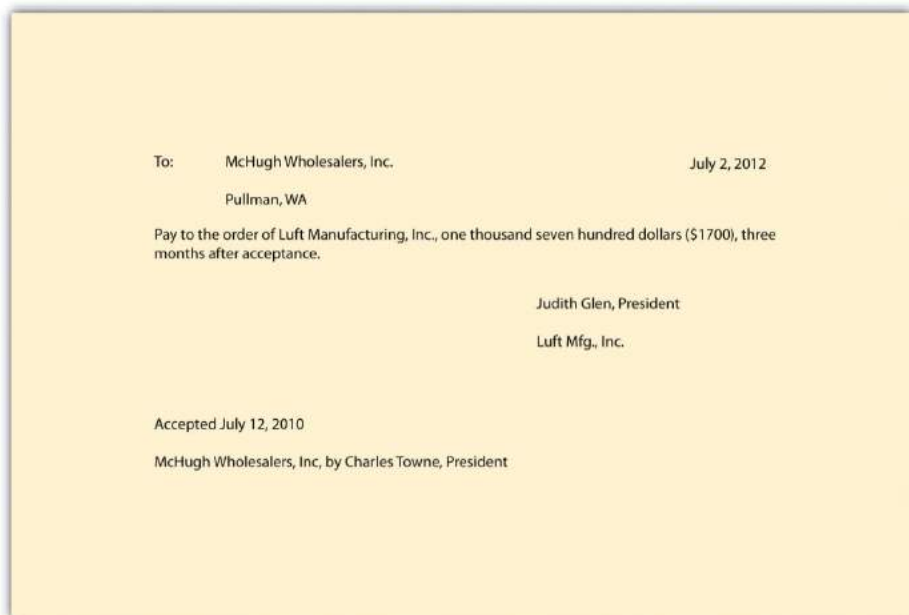 To: McHugh Wholesalers, Inc. July 2, 2012
Pullman, WA
Pay to the order of Luft Manufacturing, Inc., one thousand seven hundred dollars ($1700), three
months after acceptance.
Judith Glen, President
Luft Mfg., Inc.
Accepted July 12, 2010
McHugh Wholesalers, Inc, by Charles Towne, President